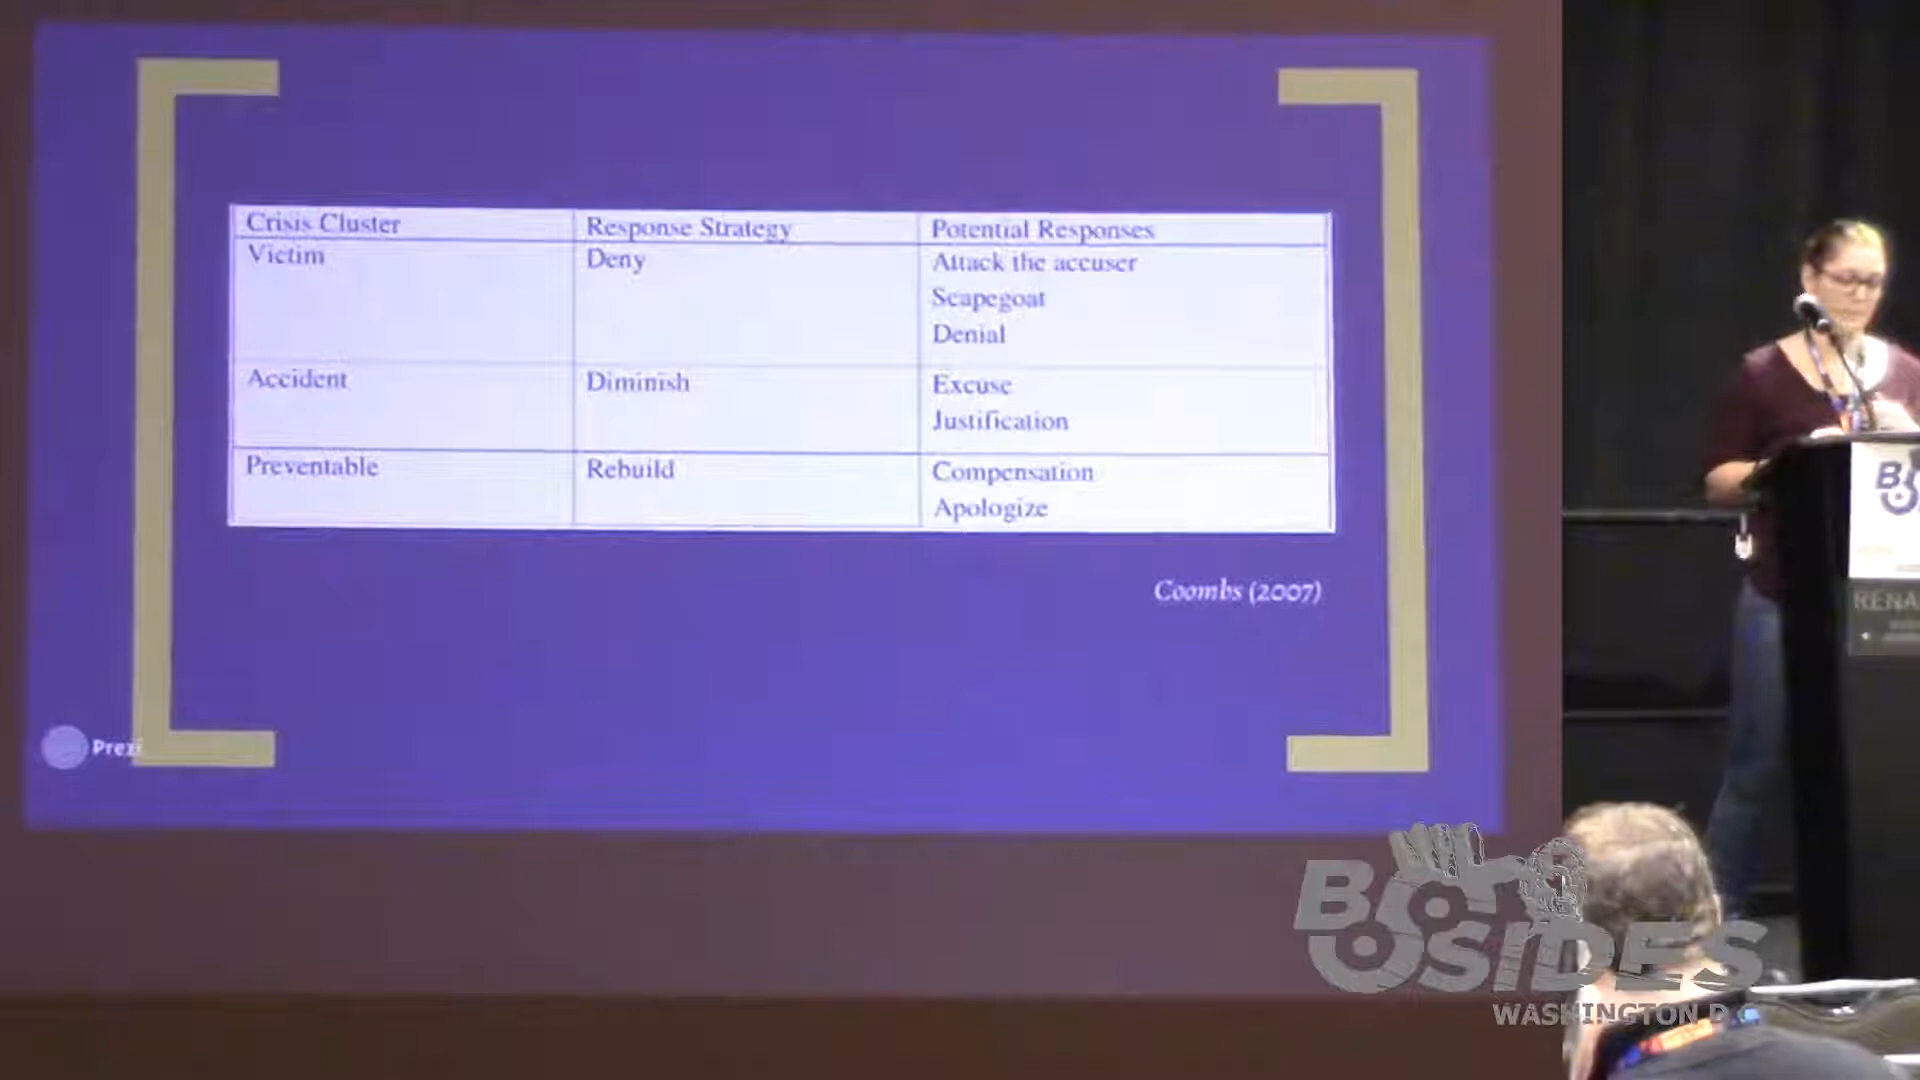 Crisis Cluster
Response Strategy
Potential Responses
Victim
Deny
Attack the accuser
Scapegoat
Denial
Accident
Diminish
Excuse
Justification
Preventable
Rebuild
Compensation
Apologize
Coombs (2007)
Prezi
RENA
BSIDES
WASHINGTON D.C.